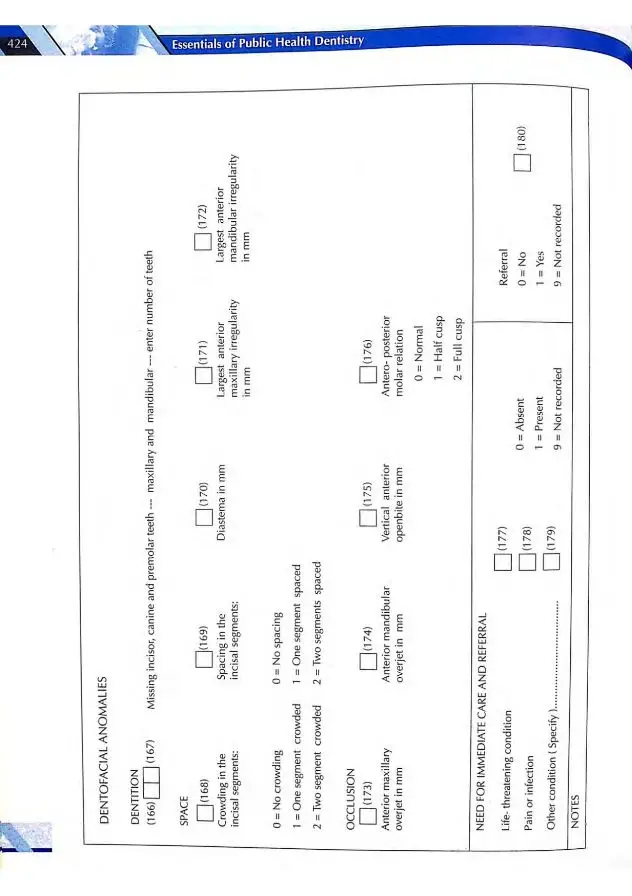 424
Essentials of Public Health Dentistry
DENTOFACIAL ANOMALIES
DENTITION
(166) (167) Missing incisor, canine and premolar teeth --- maxillary and mandibular --- enter number of teeth
SPACE
(168)
Crowding in the
incisal segments:
0 = No crowding
1 = One segment crowded
2 = Two segment crowded
(169)
Spacing in the
incisal segments:
0 = No spacing
1 = One segment spaced
2 = Two segments spaced
(170)
Diastema in mm
(171)
Largest anterior
maxillary irregularity
in mm
(172)
Largest anterior
mandibular irregularity
in mm
OCCLUSION
(173)
Anterior maxillary
overjet in mm
(174)
Anterior mandibular
overjet in mm
(175)
Vertical anterior
openbite in mm
(176)
Antero- posterior
molar relation
0 = Normal
1 = Half cusp
2 = Full cusp
NEED FOR IMMEDIATE CARE AND REFERRAL
Life- threatening condition (177)
Pain or infection (178)
Other condition ( Specify )........................................ (179)
0 = Absent
1 = Present
9 = Not recorded
Referral
0 = No (180)
1 = Yes
9 = Not recorded
NOTES